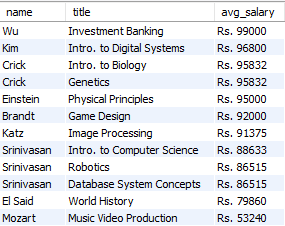 name title avg_salary
Wu Investment Banking Rs. 99000
Kim Intro. to Digital Systems Rs. 96800
Crick Intro. to Biology Rs. 95832
Crick Genetics Rs. 95832
Einstein Physical Principles Rs. 95000
Brandt Game Design Rs. 92000
Katz Image Processing Rs. 91375
Srinivasan Intro. to Computer Science Rs. 88633
Srinivasan Robotics Rs. 86515
Srinivasan Database System Concepts Rs. 86515
El Said World History Rs. 79860
Mozart Music Video Production Rs. 53240